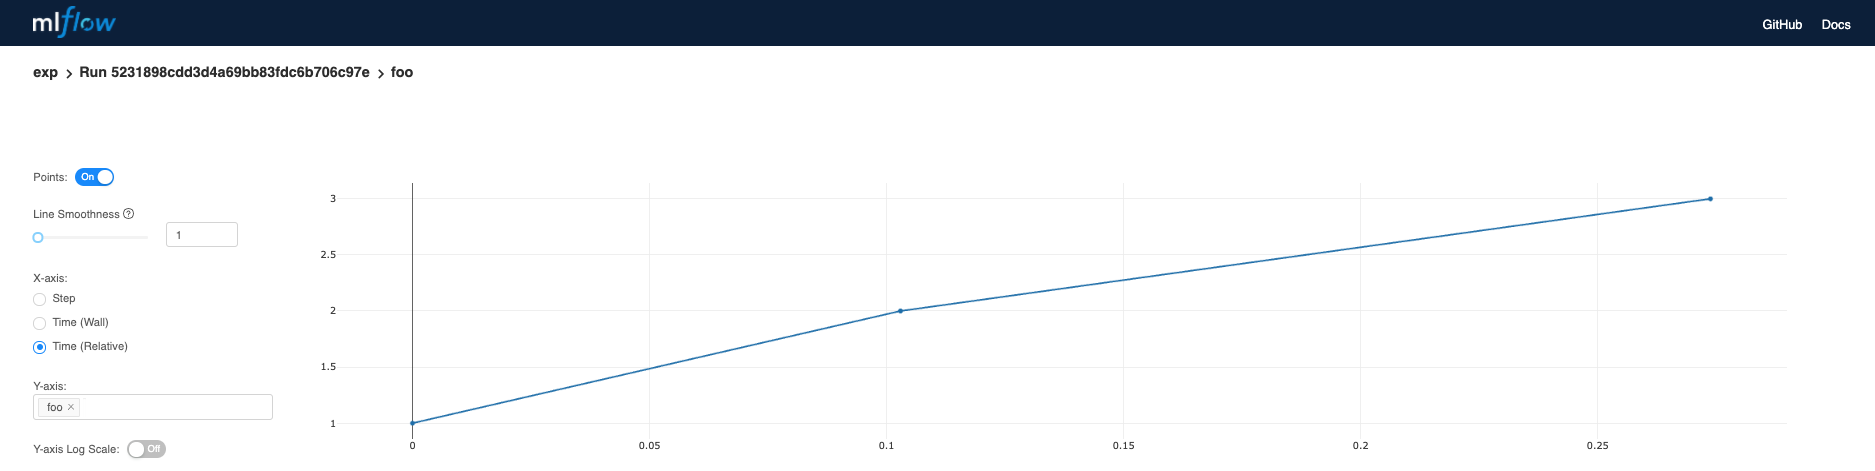 mlflow
GitHub Docs
exp > Run 5231898cdd3d4a69bb83fdc6b706c97e > foo
Points: On
Line Smoothness ?
1
X-axis:
Step
Time (Wall)
Time (Relative)
Y-axis:
foo ×
Y-axis Log Scale: Off
3
2.5
2
1.5
1
0 0.05 0.1 0.15 0.2 0.25